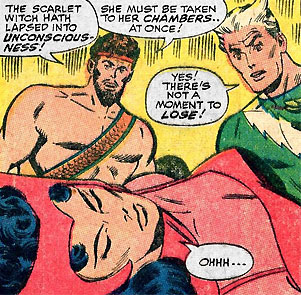 THE SCARLET
WITCH HATH
LAPSED INTO
UNCONSCIOUS-
NESS!
SHE MUST BE TAKEN
TO HER CHAMBERS..
AT ONCE!
YES!
THERE'S
NOT A
MOMENT TO
LOSE!
OHHH---